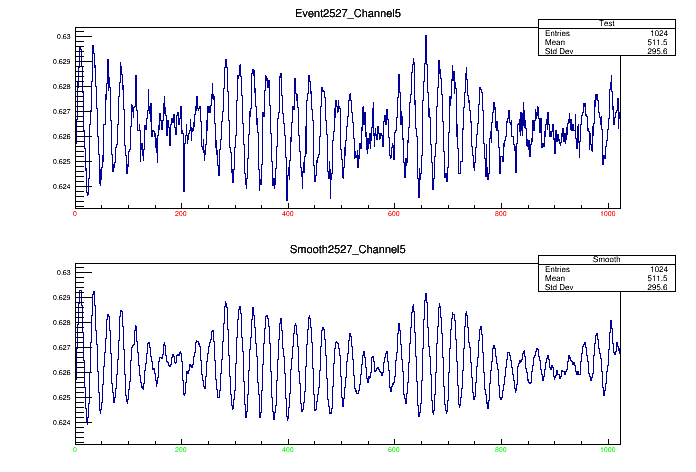 Event2527_Channel5
Test
Entries 1024
Mean 511.5
Std Dev 295.6
0.63
0.629
0.628
0.627
0.626
0.625
0.624
0 200 400 600 800 1000
Smooth2527_Channel5
Smooth
Entries 1024
Mean 511.5
Std Dev 295.6
0.63
0.629
0.628
0.627
0.626
0.625
0.624
0 200 400 600 800 1000